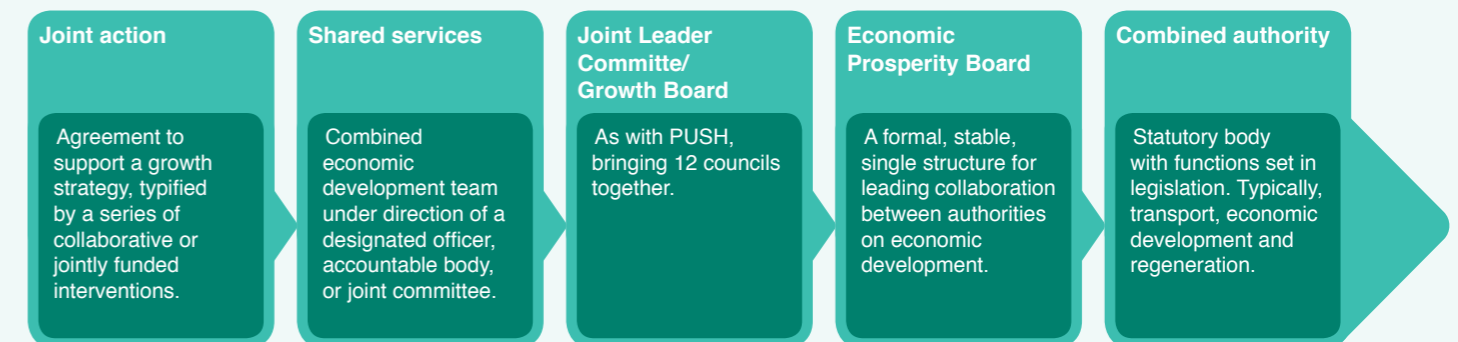 Joint action
Agreement to
support a growth
strategy, typified
by a series of
collaborative or
jointly funded
interventions.
Shared services
Combined
economic
development team
under direction of a
designated officer,
accountable body,
or joint committee.
Joint Leader
Committe/
Growth Board
As with PUSH,
bringing 12 councils
together.
Economic
Prosperity Board
A formal, stable,
single structure for
leading collaboration
between authorities
on economic
development.
Combined authority
Statutory body
with functions set in
legislation. Typically,
transport, economic
development and
regeneration.